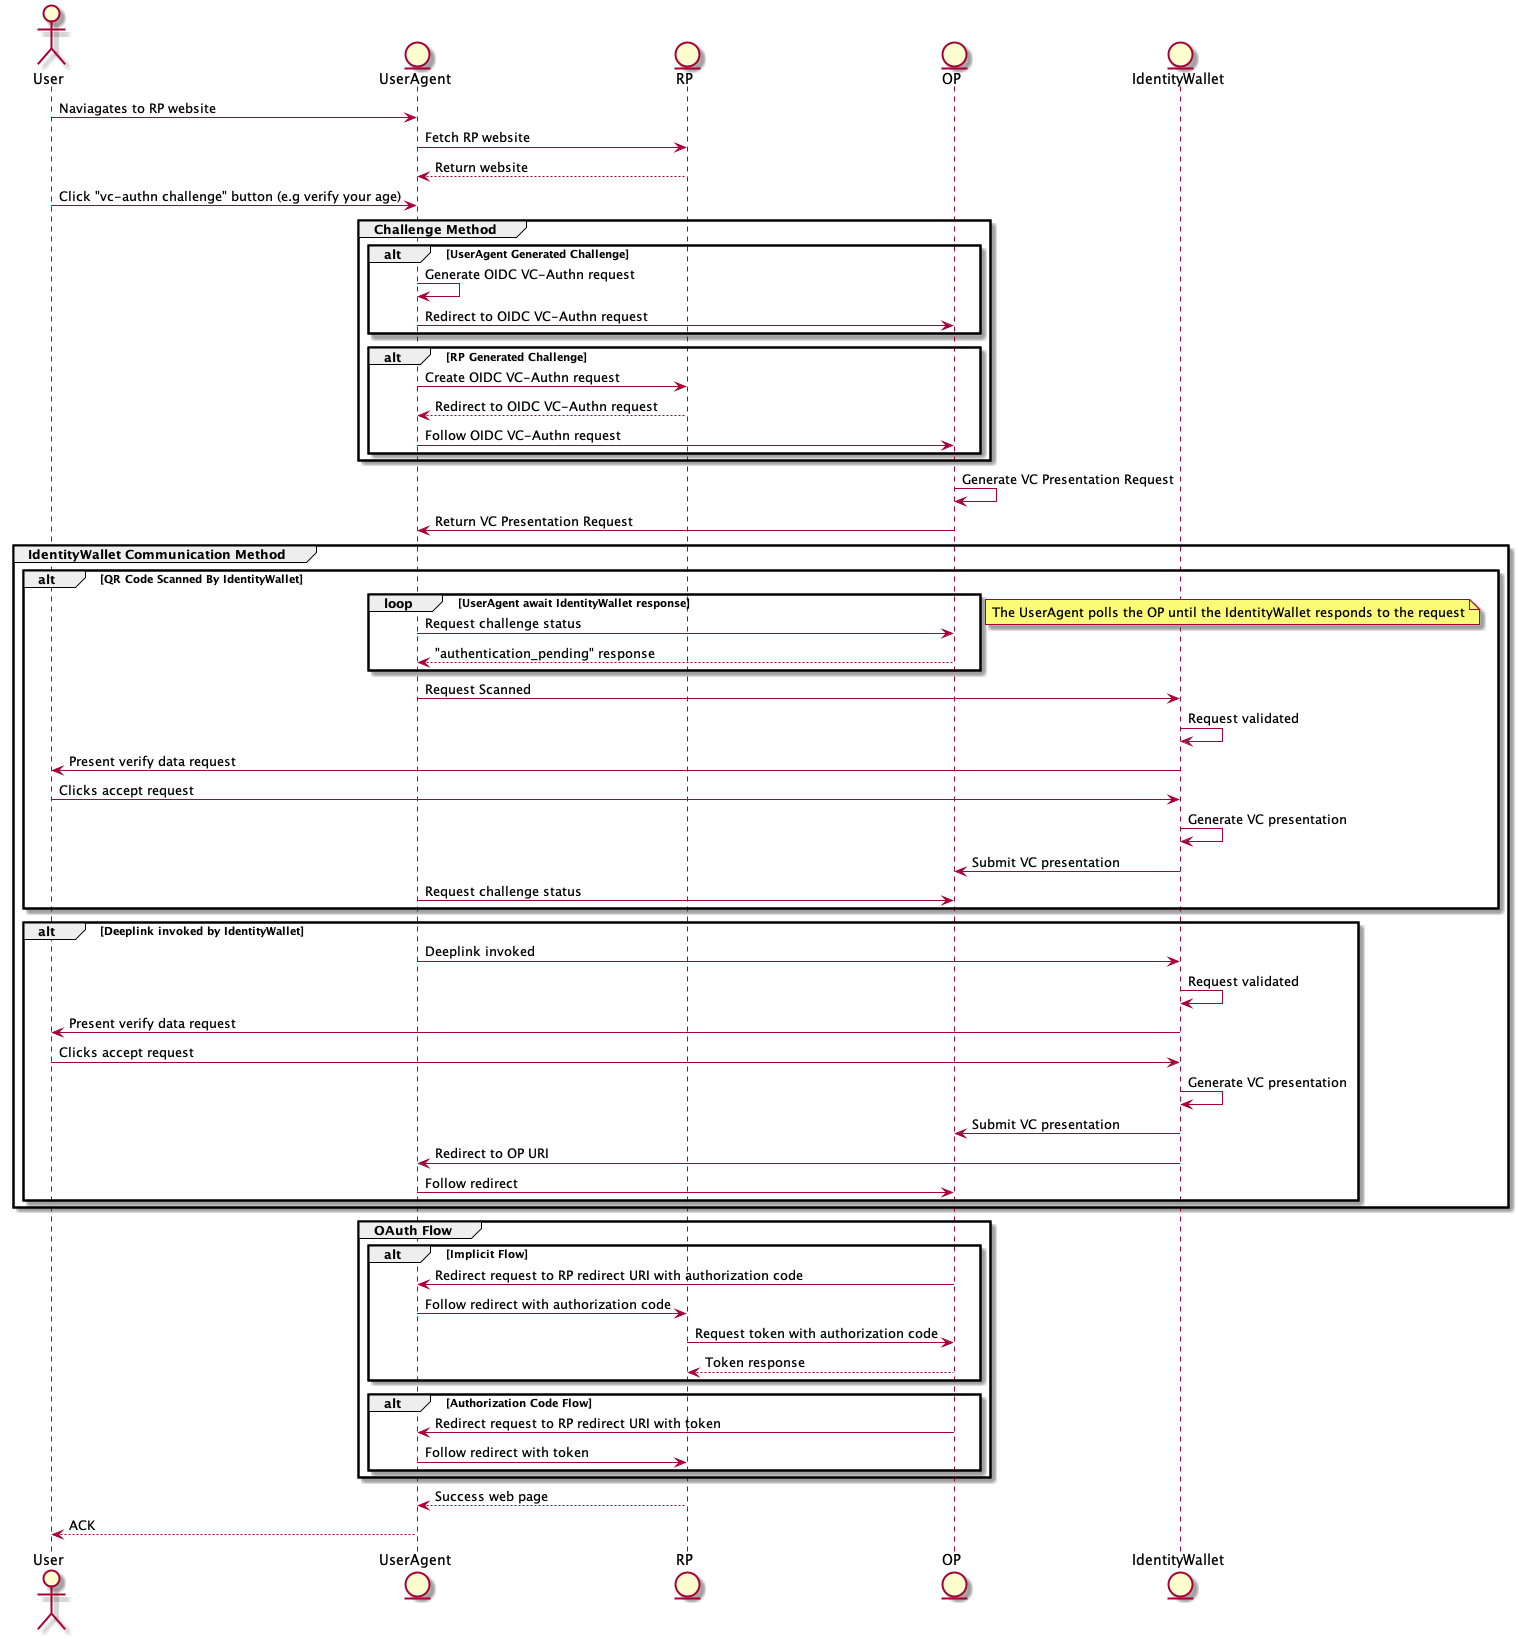 User
UserAgent
RP
OP
IdentityWallet
Naviagates to RP website
Fetch RP website
Return website
Click "vc-authn challenge" button (e.g verify your age)
Challenge Method
alt [UserAgent Generated Challenge]
Generate OIDC VC-Authn request
Redirect to OIDC VC-Authn request
alt [RP Generated Challenge]
Create OIDC VC-Authn request
Redirect to OIDC VC-Authn request
Follow OIDC VC-Authn request
Generate VC Presentation Request
Return VC Presentation Request
IdentityWallet Communication Method
alt [QR Code Scanned By IdentityWallet]
loop [UserAgent await IdentityWallet response]
The UserAgent polls the OP until the IdentityWallet responds to the request
Request challenge status
"authentication_pending" response
Request Scanned
Request validated
Present verify data request
Clicks accept request
Generate VC presentation
Submit VC presentation
Request challenge status
alt [Deeplink invoked by IdentityWallet]
Deeplink invoked
Request validated
Present verify data request
Clicks accept request
Generate VC presentation
Submit VC presentation
Redirect to OP URI
Follow redirect
OAuth Flow
alt [Implicit Flow]
Redirect request to RP redirect URI with authorization code
Follow redirect with authorization code
Request token with authorization code
Token response
alt [Authorization Code Flow]
Redirect request to RP redirect URI with token
Follow redirect with token
Success web page
ACK
User
UserAgent
RP
OP
IdentityWallet